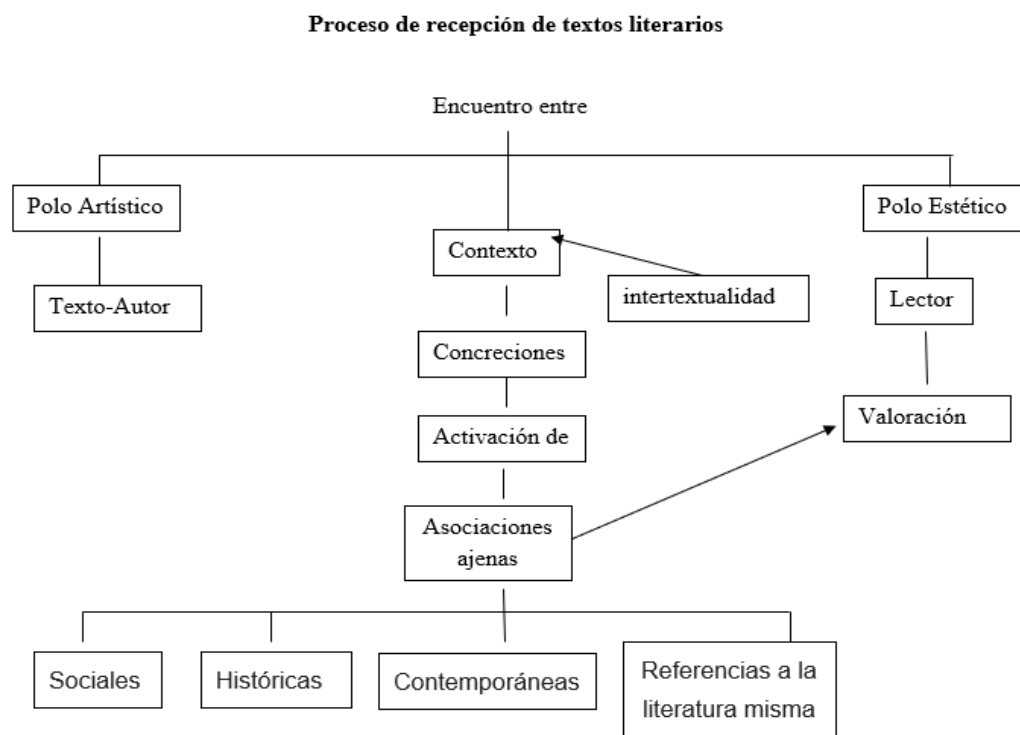 Proceso de recepción de textos literarios
Encuentro entre
Polo Artístico
Polo Estético
Contexto
Texto-Autor
intertextualidad
Lector
Concreciones
Valoración
Activación de
Asociaciones
ajenas
Sociales
Históricas
Contemporáneas
Referencias a la
literatura misma